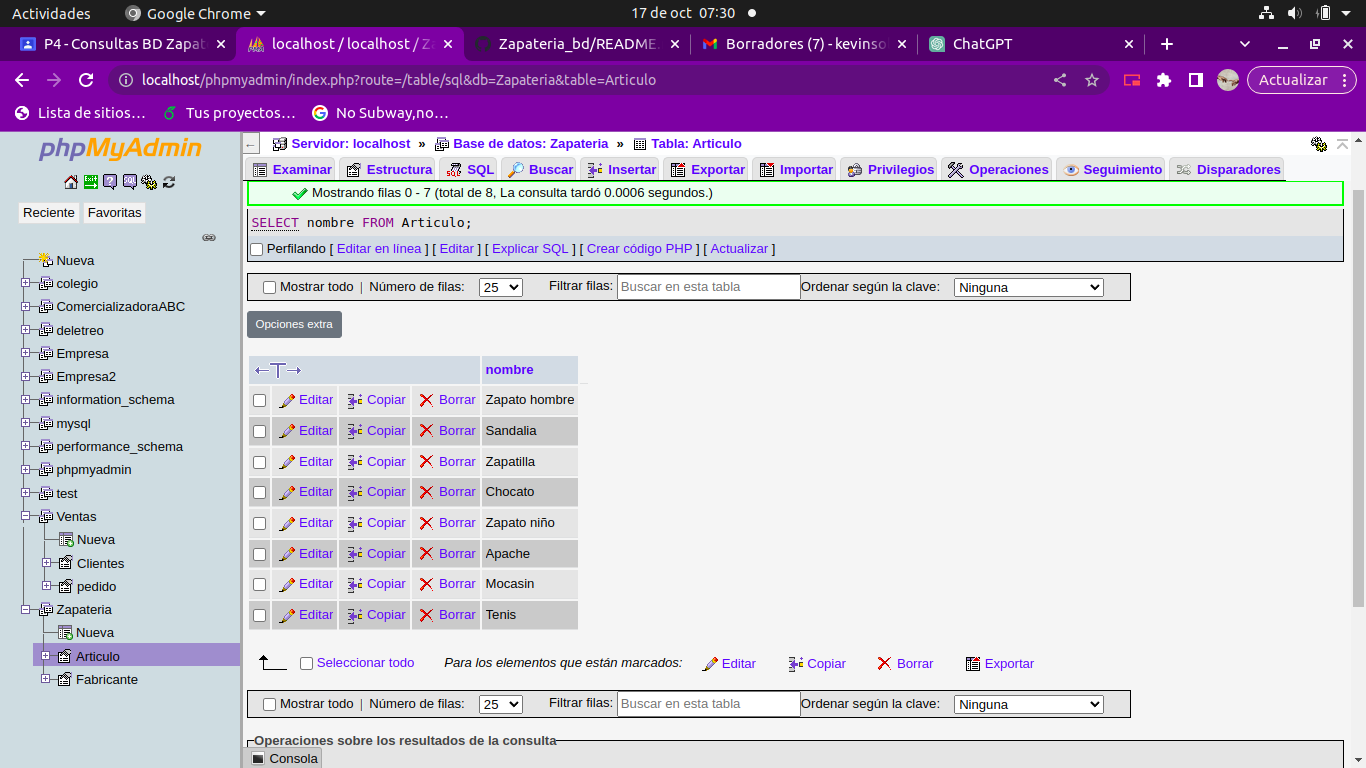 Actividades Google Chrome 17 de oct 07:30
P4 - Consultas BD Zapat localhost / localhost / Za Zapateria_bd/README. Borradores (7) - kevinso ChatGPT
localhost/phpmyadmin/index.php?route=/table/sql&db=Zapateria&table=Articulo Actualizar
Lista de sitios... Tus proyectos... No Subway,no...
phpMyAdmin
Reciente Favoritas
Nueva
colegio
ComercializadoraABC
deletreo
Empresa
Empresa2
information_schema
mysql
performance_schema
phpmyadmin
test
Ventas
Nueva
Clientes
pedido
Zapateria
Nueva
Articulo
Fabricante
Servidor: localhost » Base de datos: Zapateria » Tabla: Articulo
Examinar Estructura SQL Buscar Insertar Exportar Importar Privilegios Operaciones Seguimiento Disparadores
Mostrando filas 0 - 7 (total de 8, La consulta tardó 0.0006 segundos.)
SELECT nombre FROM Articulo;
Perfilando [ Editar en línea ] [ Editar ] [ Explicar SQL ] [ Crear código PHP ] [ Actualizar ]
Mostrar todo | Número de filas: 25 Filtrar filas: Buscar en esta tabla Ordenar según la clave: Ninguna
Opciones extra
nombre
Editar Copiar Borrar Zapato hombre
Editar Copiar Borrar Sandalia
Editar Copiar Borrar Zapatilla
Editar Copiar Borrar Chocato
Editar Copiar Borrar Zapato niño
Editar Copiar Borrar Apache
Editar Copiar Borrar Mocasin
Editar Copiar Borrar Tenis
Seleccionar todo Para los elementos que están marcados: Editar Copiar Borrar Exportar
Mostrar todo | Número de filas: 25 Filtrar filas: Buscar en esta tabla Ordenar según la clave: Ninguna
Operaciones sobre los resultados de la consulta
Consola